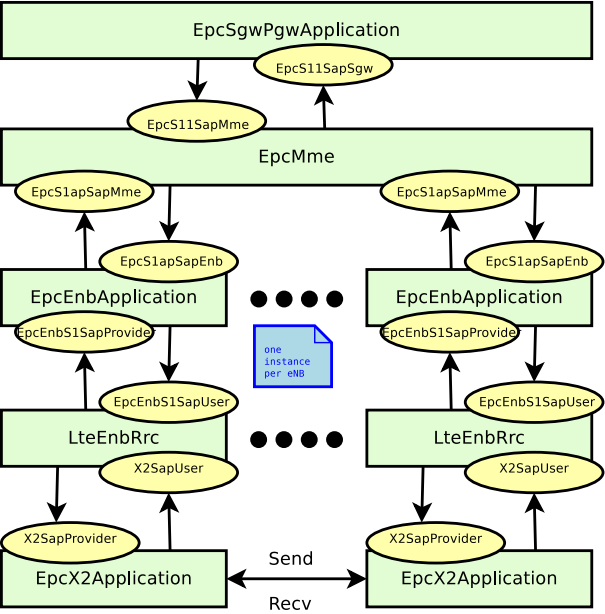 EpcSgwPgwApplication
EpcS11SapSgw
EpcS11SapMme
EpcMme
EpcS1apSapMme
EpcS1apSapMme
EpcS1apSapEnb
EpcS1apSapEnb
EpcEnbApplication
EpcEnbApplication
EpcEnbS1SapProvider
EpcEnbS1SapProvider
one
instance
per eNB
EpcEnbS1SapUser
EpcEnbS1SapUser
LteEnbRrc
LteEnbRrc
X2SapUser
X2SapUser
X2SapProvider
X2SapProvider
Send
EpcX2Application
EpcX2Application
Recv